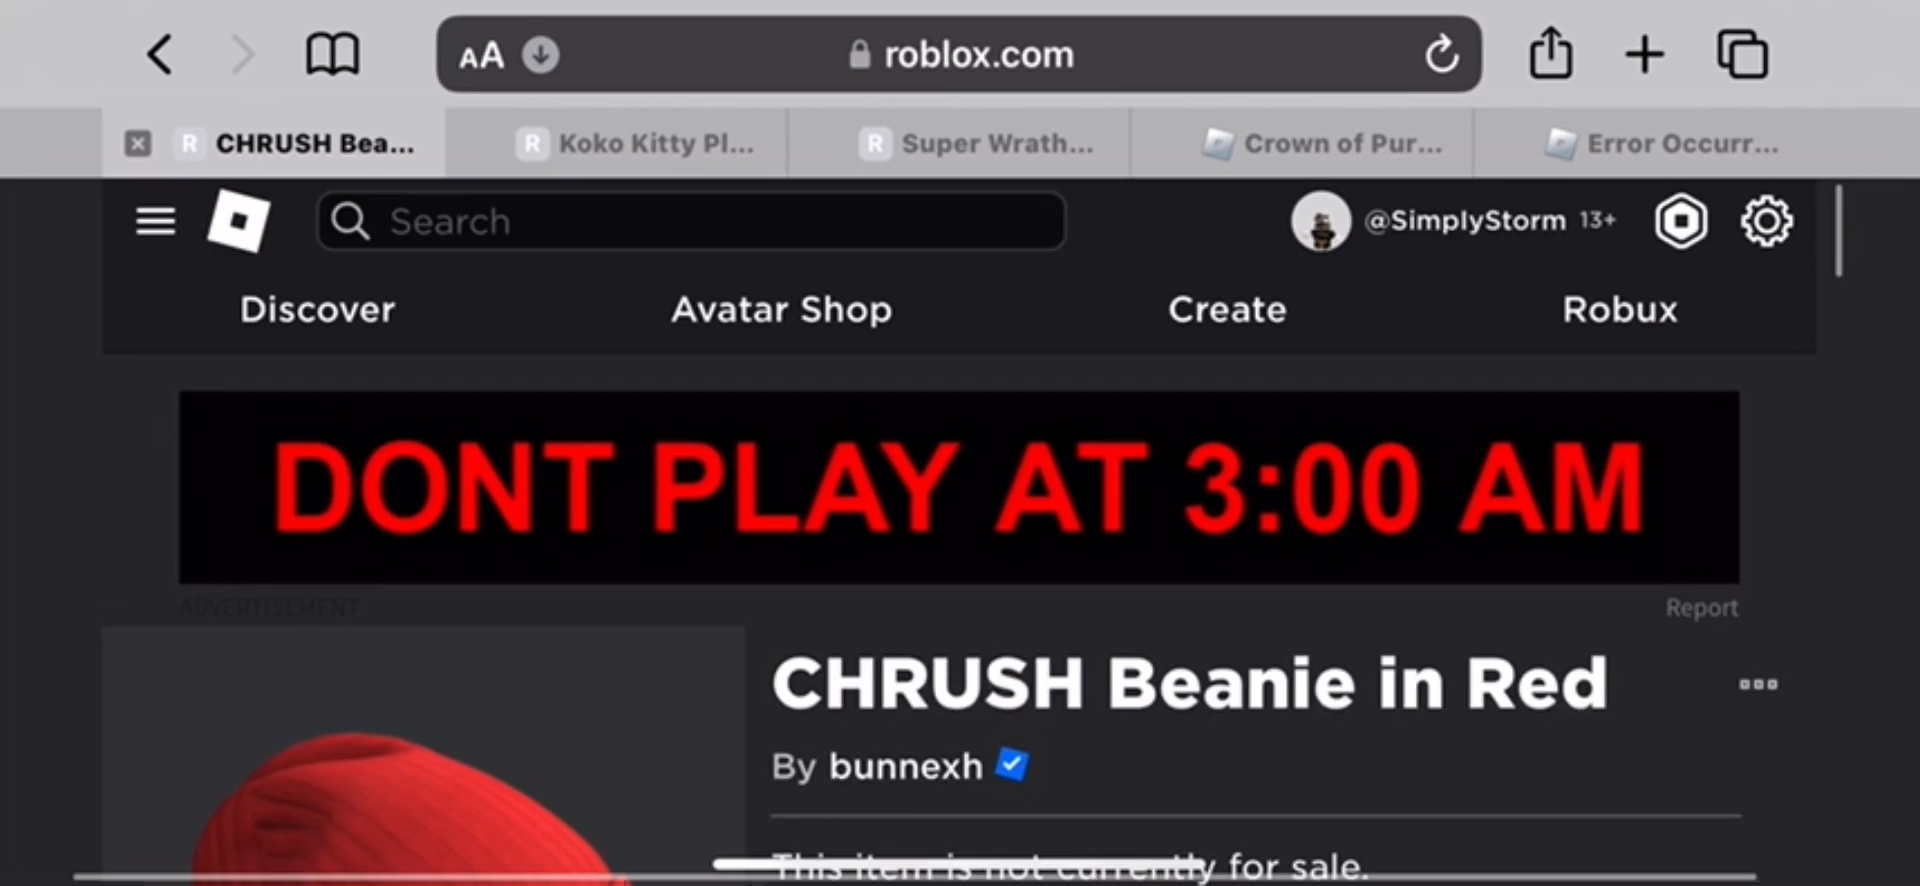 AA roblox.com
R CHRUSH Bea... R Koko Kitty Pl... R Super Wrath... Crown of Pur... Error Occurr...
Search @SimplyStorm 13+
Discover Avatar Shop Create Robux
DONT PLAY AT 3:00 AM
ADVERTISEMENT Report
CHRUSH Beanie in Red
By bunnexh
This item is not currently for sale.